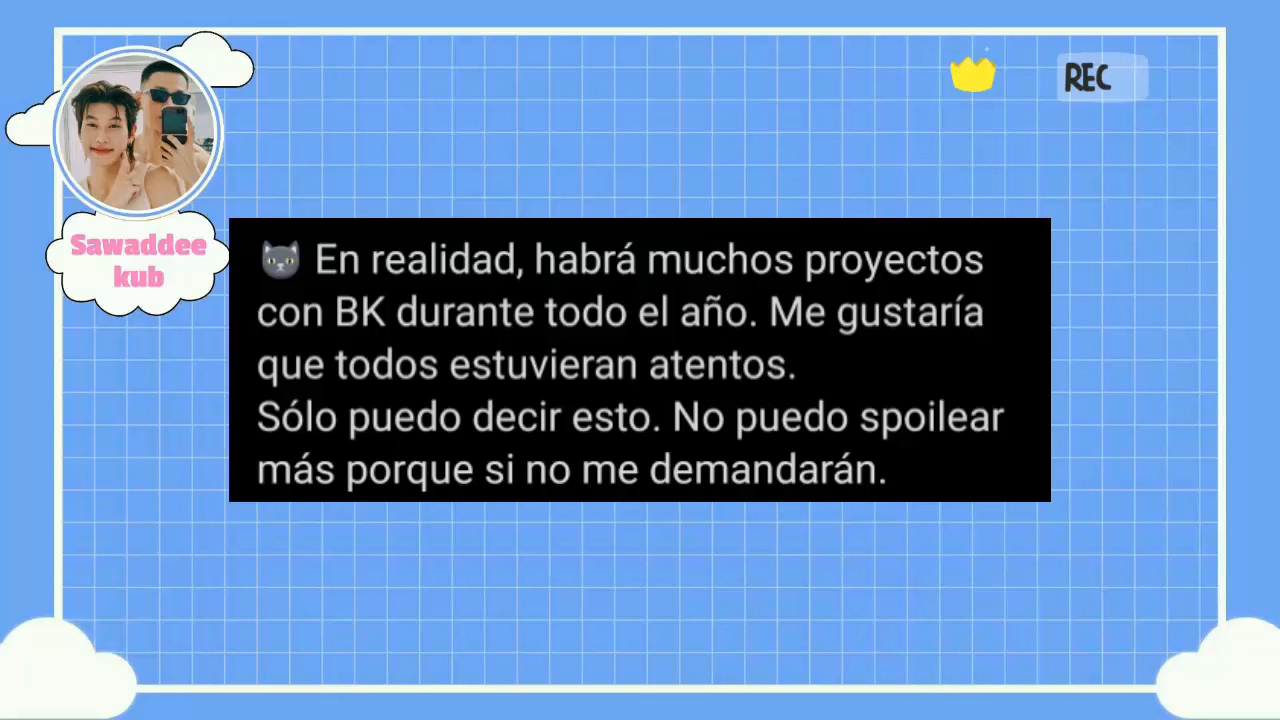 REC
Sawaddee
kub
En realidad, habrá muchos proyectos
con BK durante todo el año. Me gustaría
que todos estuvieran atentos.
Sólo puedo decir esto. No puedo spoilear
más porque si no me demandarán.